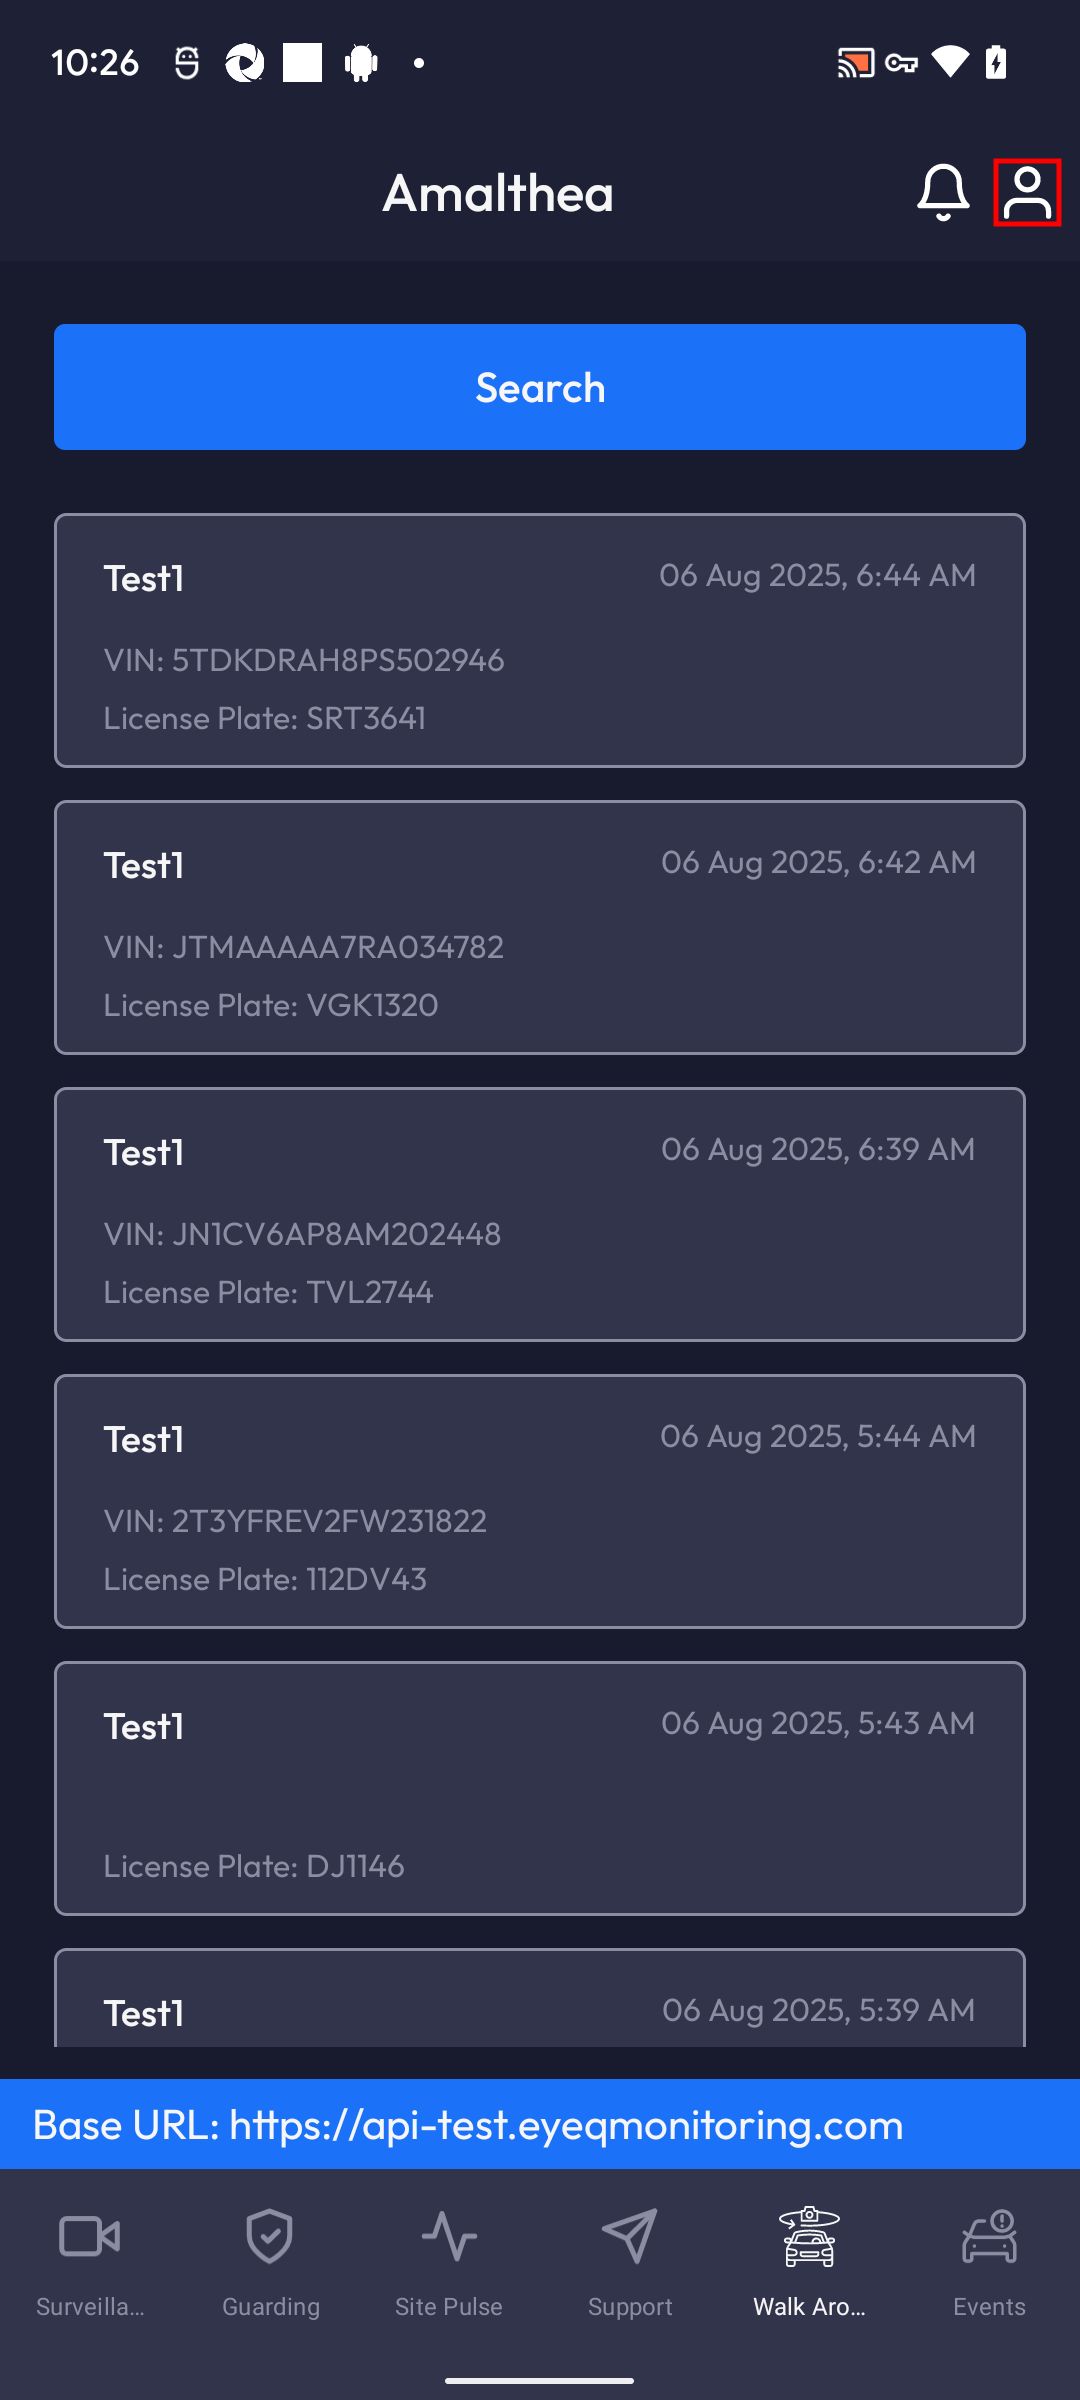 10:26
Amalthea
Search
Test1
06 Aug 2025, 6:44 AM
VIN: 5TDKDRAH8PS502946
License Plate: SRT3641
Test1
06 Aug 2025, 6:42 AM
VIN: JTMAAAAA7RA034782
License Plate: VGK1320
Test1
06 Aug 2025, 6:39 AM
VIN: JN1CV6AP8AM202448
License Plate: TVL2744
Test1
06 Aug 2025, 5:44 AM
VIN: 2T3YFREV2FW231822
License Plate: 112DV43
Test1
06 Aug 2025, 5:43 AM
License Plate: DJ1146
Test1
06 Aug 2025, 5:39 AM
Base URL: https://api-test.eyeqmonitoring.com
Surveilla...
Guarding
Site Pulse
Support
Walk Aro...
Events